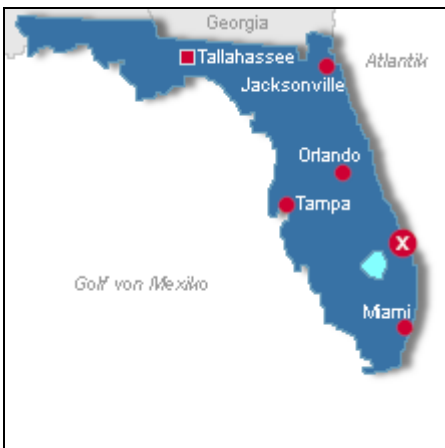 Georgia
Tallahassee
Atlantik
Jacksonville
Orlando
Tampa
X
Golf von Mexiko
Miami